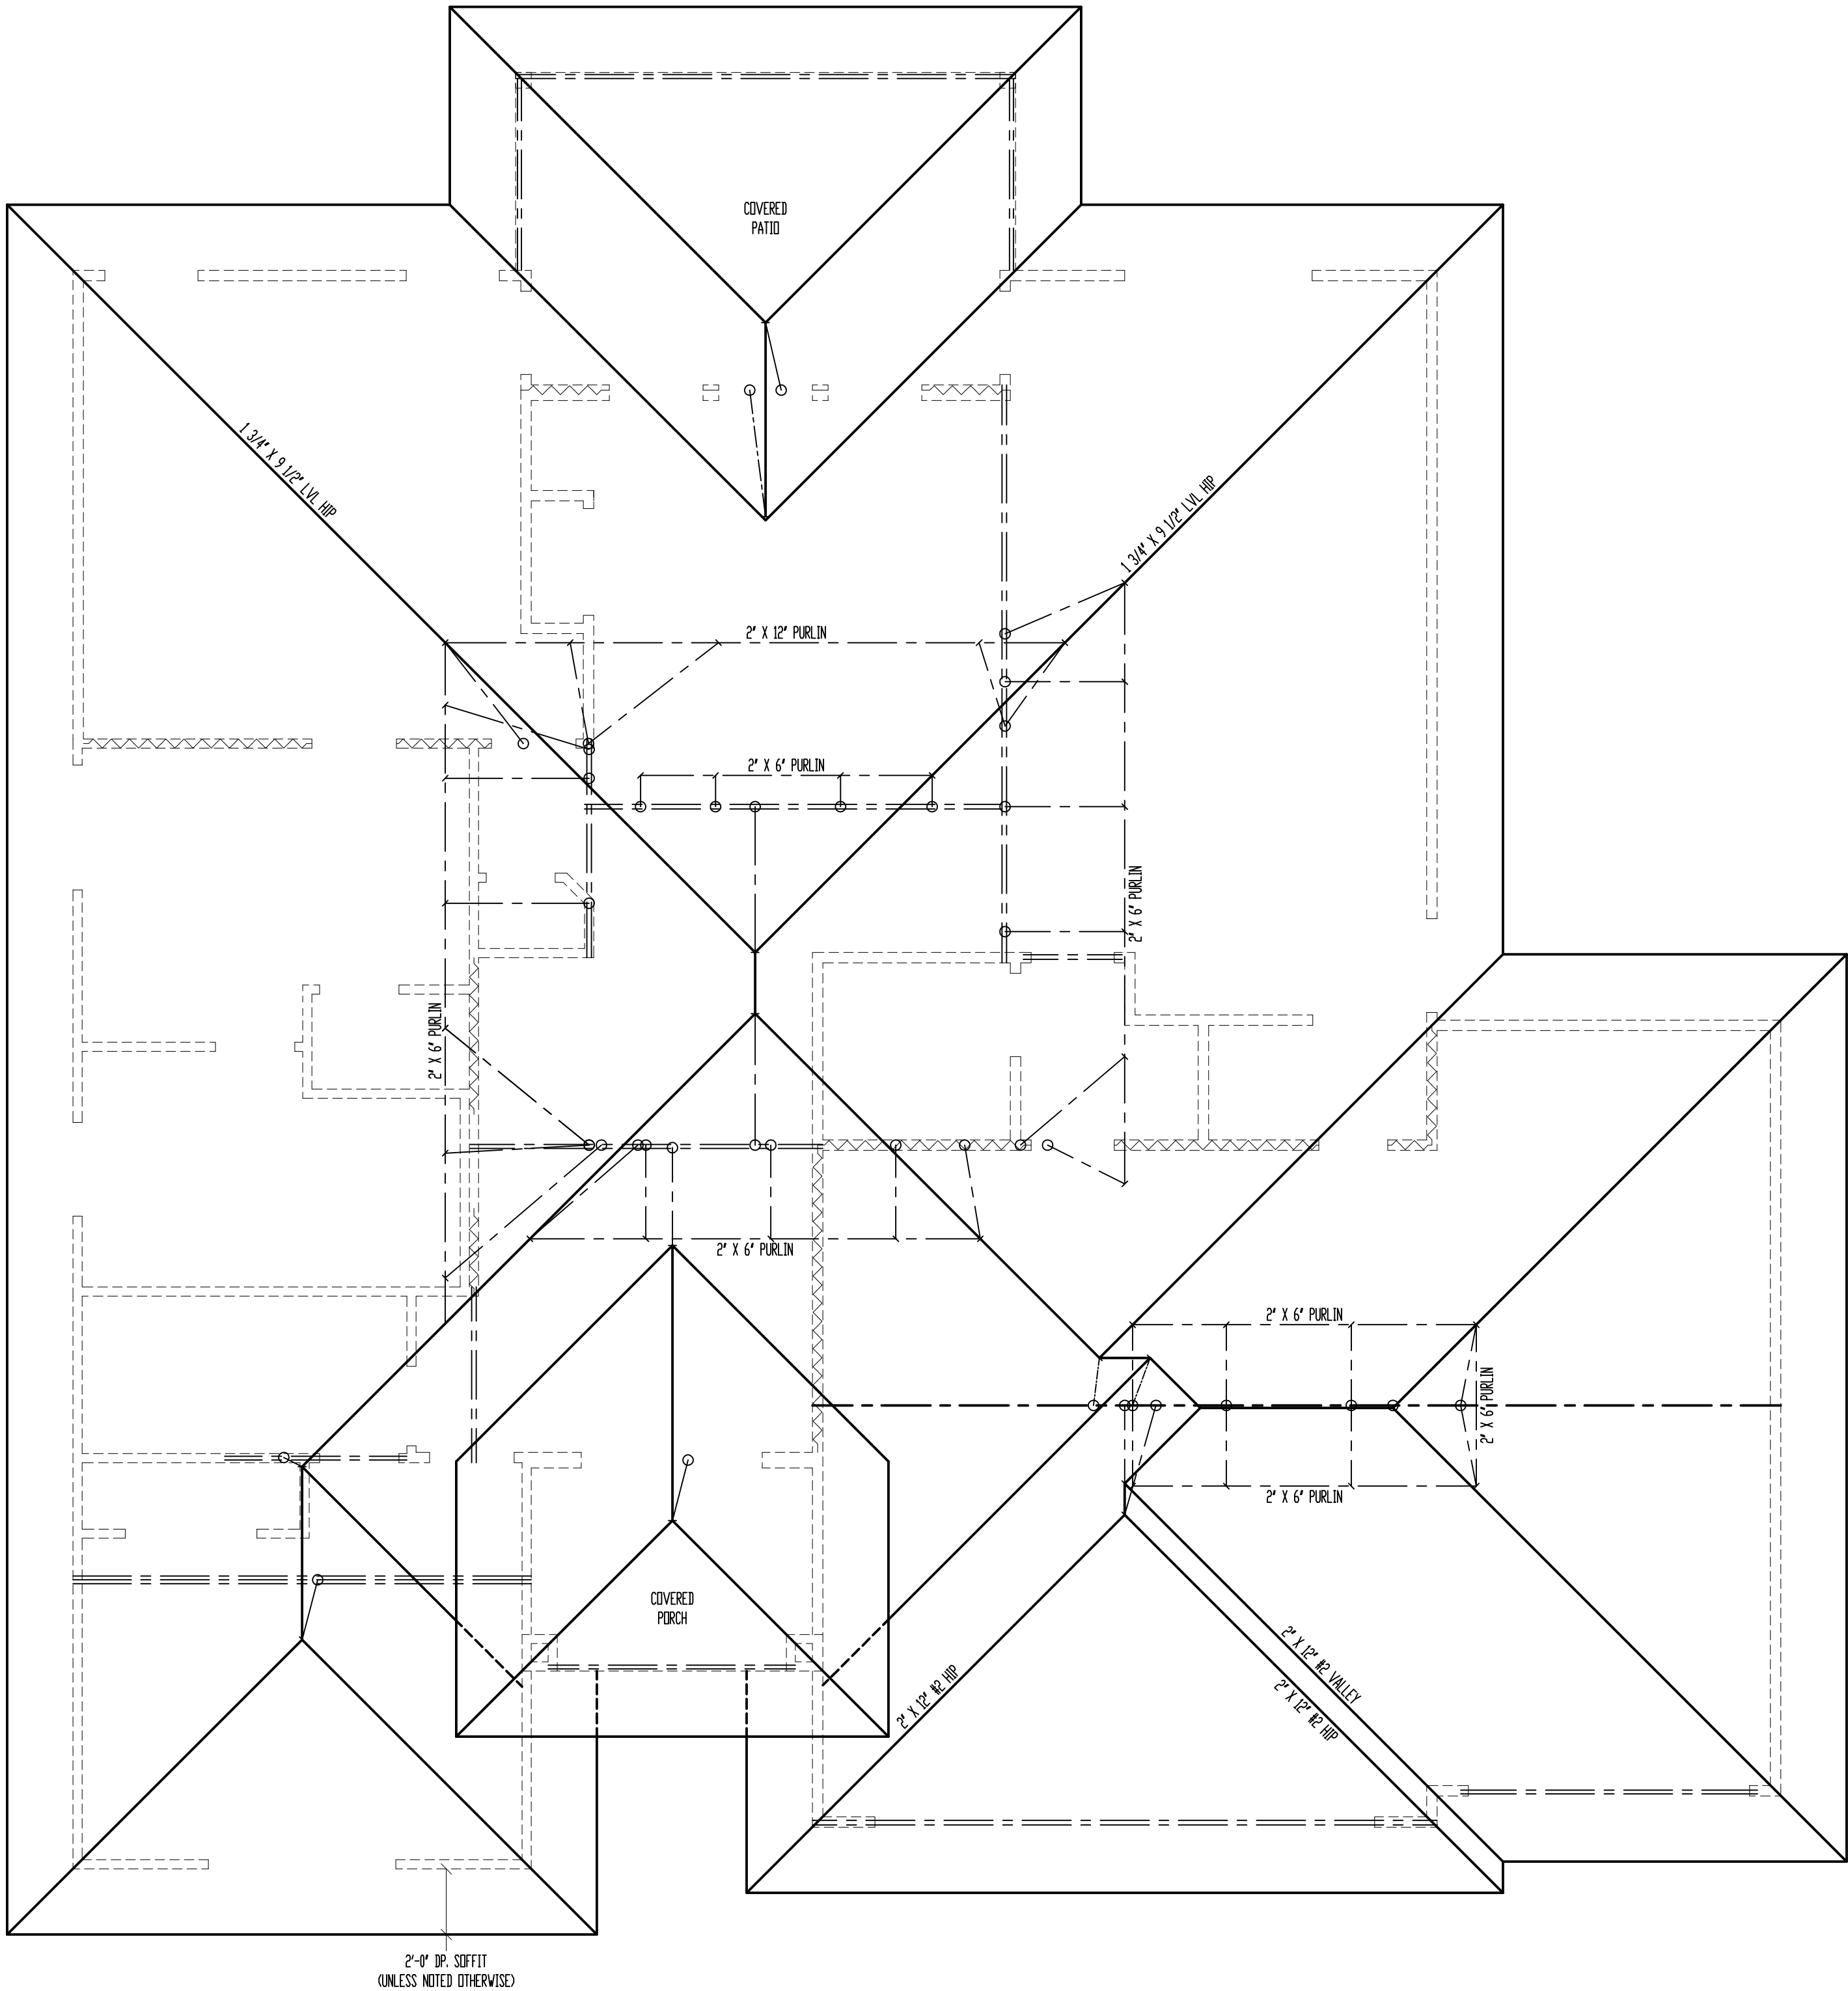 COVERED
PATIO
1 3/4" X 9 1/2" LVL HIP
1 3/4" X 9 1/2" LVL HIP
2" X 12" PURLIN
2" X 6" PURLIN
2" X 6" PURLIN
2" X 6" PURLIN
2" X 6" PURLIN
2" X 6" PURLIN
2" X 6" PURLIN
2" X 6" PURLIN
COVERED
PORCH
2" X 12" #2 HIP
2" X 12" #2 VALLEY
2" X 12" #2 HIP
2'-0" DP. SOFFIT
(UNLESS NOTED OTHERWISE)